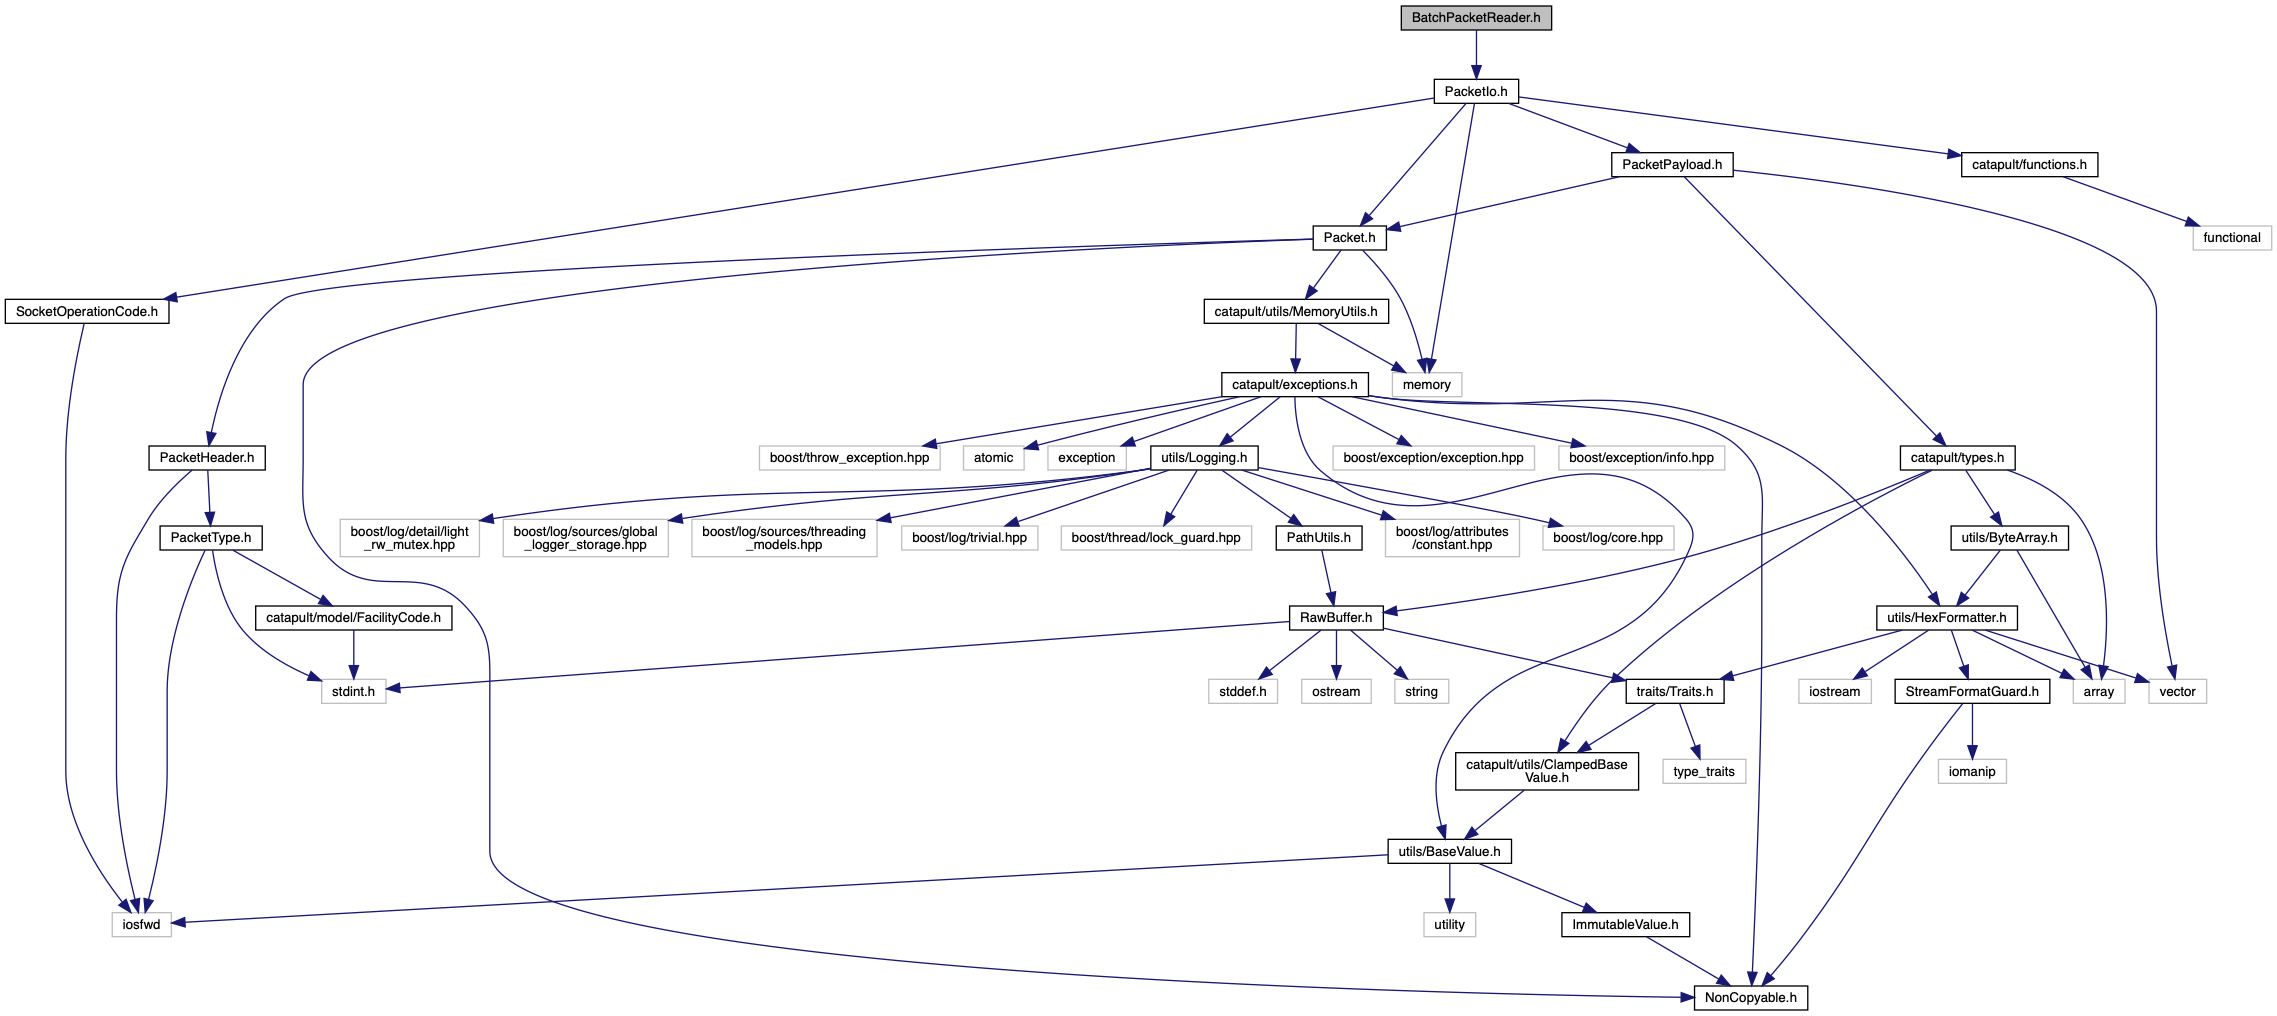 BatchPacketReader.h
PacketIo.h
PacketPayload.h
catapult/functions.h
Packet.h
functional
SocketOperationCode.h
catapult/utils/MemoryUtils.h
catapult/exceptions.h
memory
PacketHeader.h
boost/throw_exception.hpp
atomic
exception
utils/Logging.h
boost/exception/exception.hpp
boost/exception/info.hpp
catapult/types.h
PacketType.h
boost/log/detail/light
_rw_mutex.hpp
boost/log/sources/global
_logger_storage.hpp
boost/log/sources/threading
_models.hpp
boost/log/trivial.hpp
boost/thread/lock_guard.hpp
PathUtils.h
boost/log/attributes
/constant.hpp
boost/log/core.hpp
utils/ByteArray.h
catapult/model/FacilityCode.h
RawBuffer.h
utils/HexFormatter.h
stdint.h
stddef.h
ostream
string
traits/Traits.h
iostream
StreamFormatGuard.h
array
vector
catapult/utils/ClampedBase
Value.h
type_traits
iomanip
utils/BaseValue.h
iosfwd
utility
ImmutableValue.h
NonCopyable.h